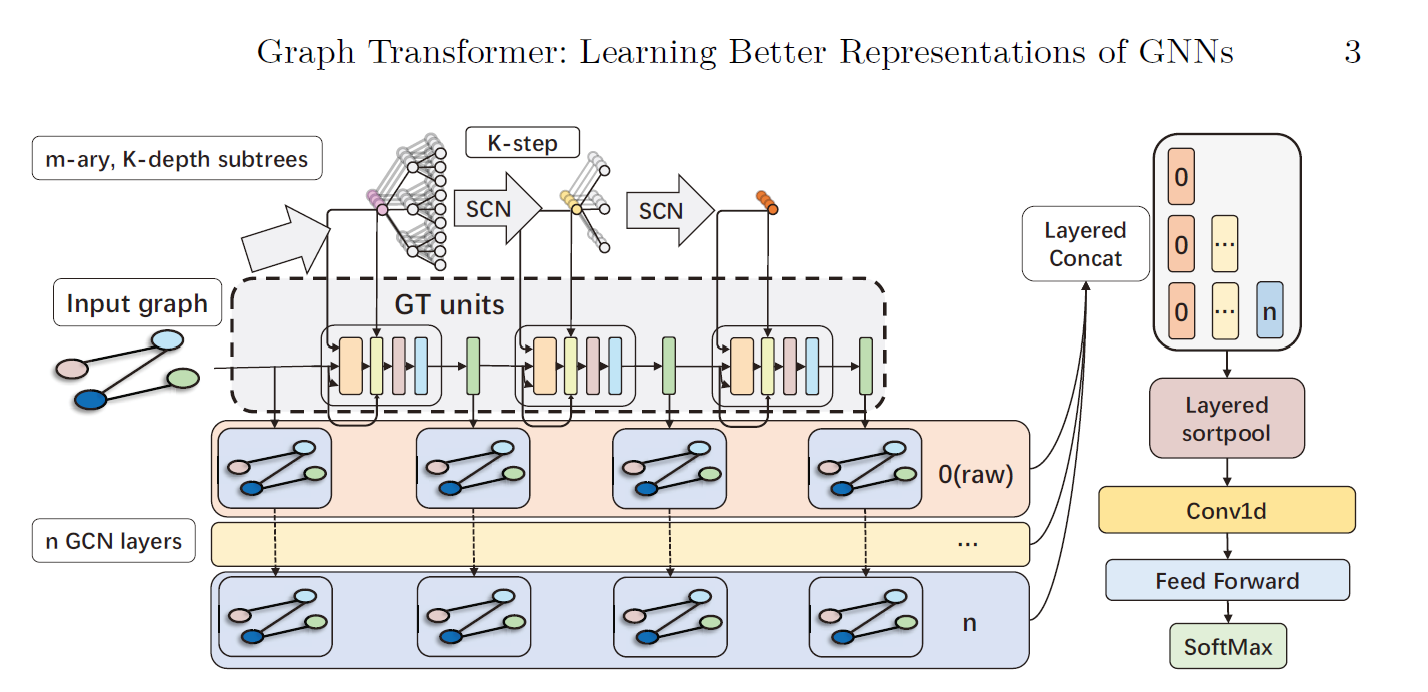 Graph Transformer: Learning Better Representations of GNNs 3
m-ary, K-depth subtrees
K-step
SCN
SCN
Input graph
GT units
0(raw)
n GCN layers
...
n
Layered
Concat
0
0 ...
0 ... n
Layered
sortpool
Conv1d
Feed Forward
SoftMax